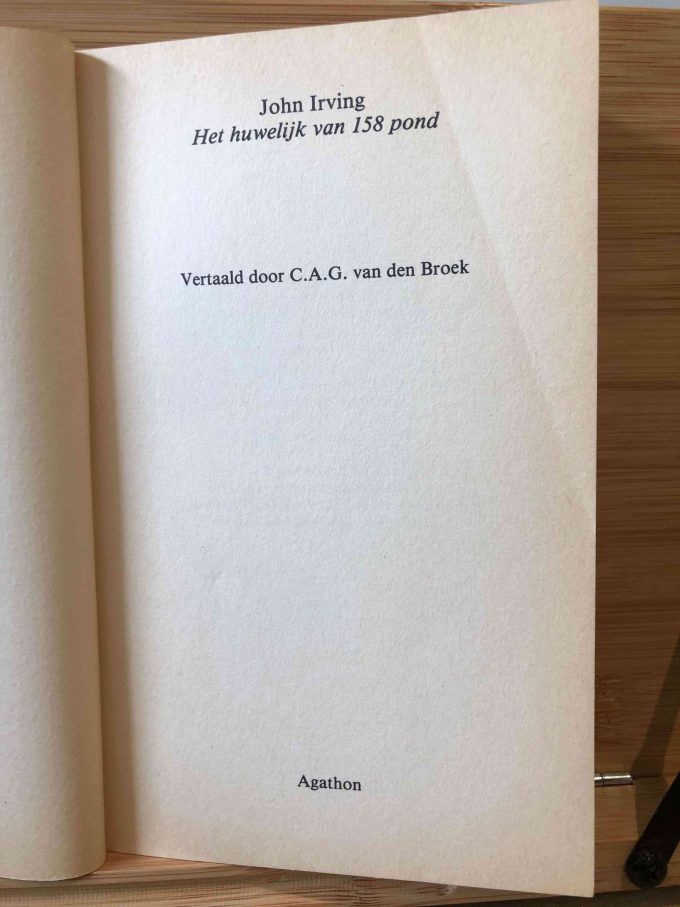 John Irving
Het huwelijk van 158 pond
Vertaald door C.A.G. van den Broek
Agathon